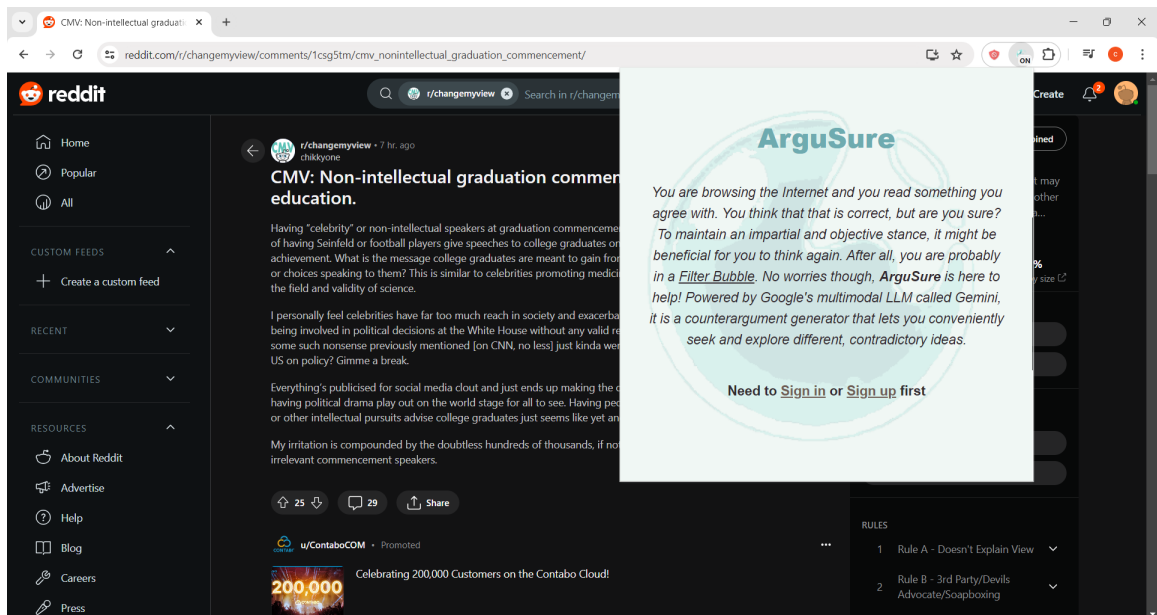 CMV: Non-intellectual graduati
reddit.com/r/changemyview/comments/1csg5tm/cmv_nonintellectual_graduation_commencement/
ON
C
reddit
r/changemyview
Search in r/changem
Create
2
Home
Popular
All
CUSTOM FEEDS
Create a custom feed
RECENT
COMMUNITIES
RESOURCES
About Reddit
Advertise
Help
Blog
Careers
Press
r/changemyview • 7 hr. ago
chikkyone
CMV: Non-intellectual graduation commen
education.
Having "celebrity" or non-intellectual speakers at graduation commenceme
of having Seinfeld or football players give speeches to college graduates on
achievement. What is the message college graduates are meant to gain fror
or choices speaking to them? This is similar to celebrities promoting medici
the field and validity of science.
I personally feel celebrities have far too much reach in society and exacerba
being involved in political decisions at the White House without any valid re
some such nonsense previously mentioned [on CNN, no less] just kinda wer
US on policy? Gimme a break.
Everything's publicised for social media clout and just ends up making the c
having political drama play out on the world stage for all to see. Having pec
or other intellectual pursuits advise college graduates just seems like yet an
My irritation is compounded by the doubtless hundreds of thousands, if not
irrelevant commencement speakers.
25
29
Share
u/ContaboCOM • Promoted
Celebrating 200,000 Customers on the Contabo Cloud!
CONTABO
200,000
ArguSure
You are browsing the Internet and you read something you
agree with. You think that that is correct, but are you sure?
To maintain an impartial and objective stance, it might be
beneficial for you to think again. After all, you are probably
in a Filter Bubble. No worries though, ArguSure is here to
help! Powered by Google's multimodal LLM called Gemini,
it is a counterargument generator that lets you conveniently
seek and explore different, contradictory ideas.
Need to Sign in or Sign up first
ined
t may
other
a...
%
y size
RULES
1 Rule A - Doesn't Explain View
2 Rule B - 3rd Party/Devils
Advocate/Soapboxing